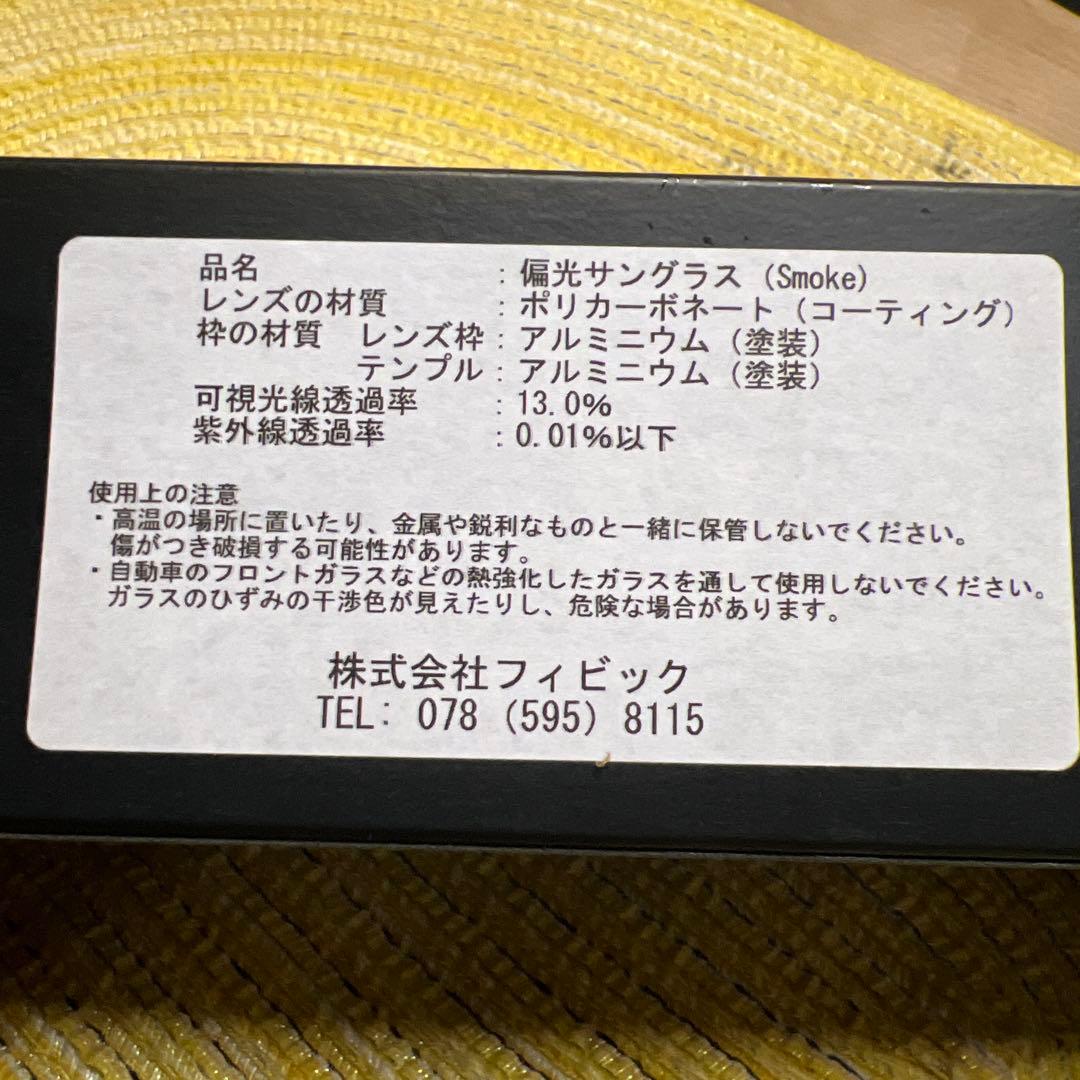 品名 : 偏光サングラス (Smoke)
レンズの材質 : ポリカーボネート (コーティング)
枠の材質 レンズ枠 : アルミニウム (塗装)
テンプル : アルミニウム (塗装)
可視光線透過率 : 13.0%
紫外線透過率 : 0.01%以下
使用上の注意
・高温の場所に置いたり、金属や鋭利なものと一緒に保管しないでください。
傷がつき破損する可能性があります。
・自動車のフロントガラスなどの熱強化したガラスを通して使用しないでください。
ガラスのひずみの干渉色が見えたりし、危険な場合があります。
株式会社フィビック
TEL: 078 (595) 8115